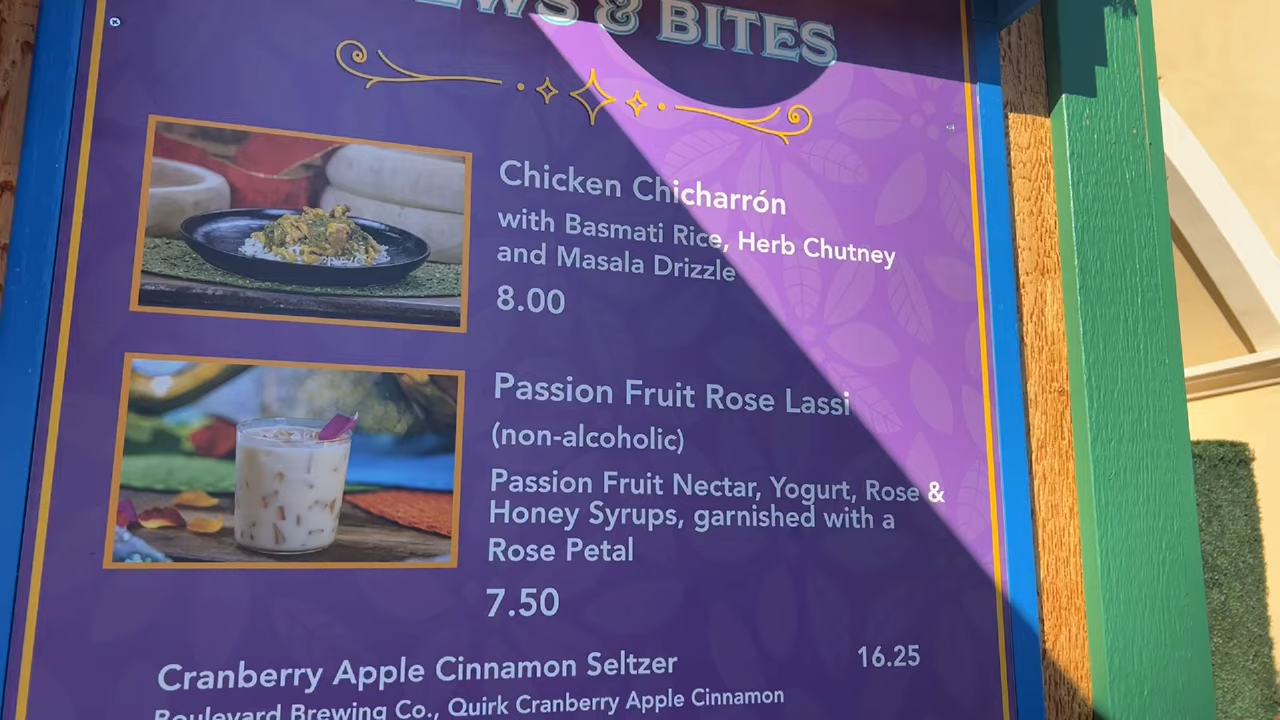 & BITES
Chicken Chicharrón
with Basmati Rice, Herb Chutney
and Masala Drizzle
8.00
Passion Fruit Rose Lassi
(non-alcoholic)
Passion Fruit Nectar, Yogurt, Rose &
Honey Syrups, garnished with a
Rose Petal
7.50
Cranberry Apple Cinnamon Seltzer 16.25
Boulevard Brewing Co., Quirk Cranberry Apple Cinnamon